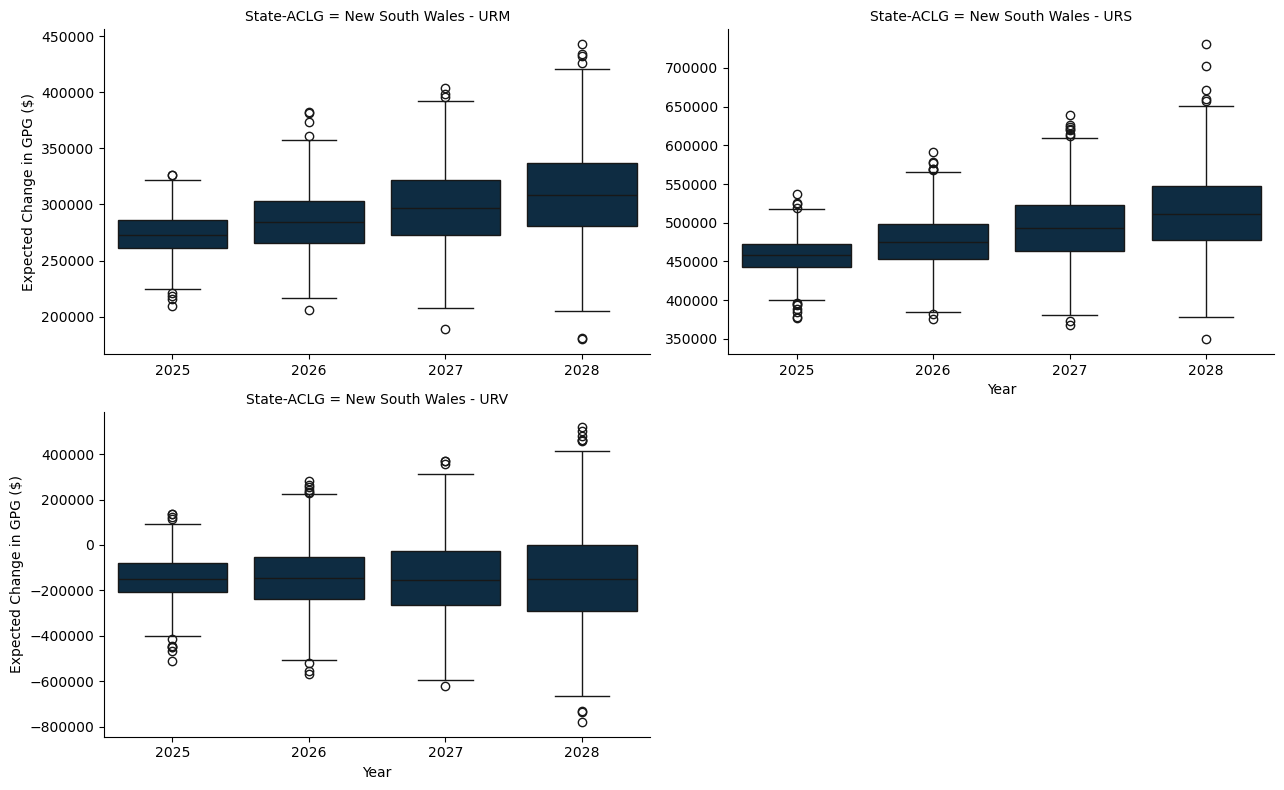 State-ACLG = New South Wales - URM
Expected Change in GPG ($)
450000
400000
350000
300000
250000
200000
2025 2026 2027 2028
State-ACLG = New South Wales - URS
700000
650000
600000
550000
500000
450000
400000
350000
2025 2026 2027 2028
Year
State-ACLG = New South Wales - URV
Expected Change in GPG ($)
400000
200000
0
−200000
−400000
−600000
−800000
2025 2026 2027 2028
Year